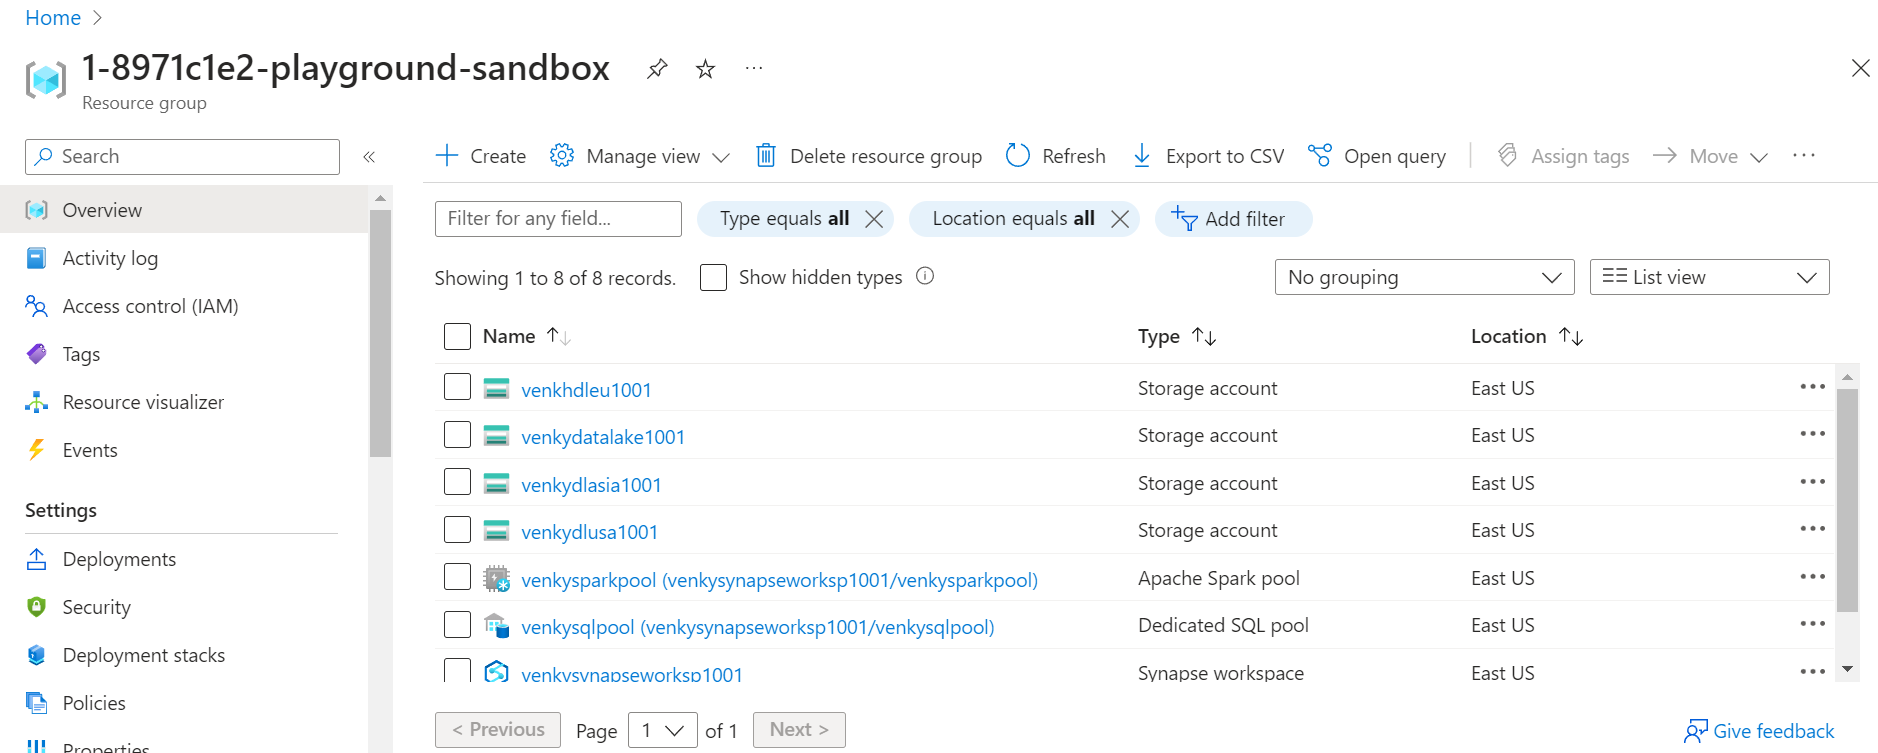 Home
1-8971c1e2-playground-sandbox
Resource group
Search
Overview
Activity log
Access control (IAM)
Tags
Resource visualizer
Events
Settings
Deployments
Security
Deployment stacks
Policies
Properties
Create Manage view Delete resource group Refresh Export to CSV Open query Assign tags Move
Filter for any field... Type equals all Location equals all Add filter
Showing 1 to 8 of 8 records. Show hidden types No grouping List view
Name Type Location
venkhdleu1001 Storage account East US
venkydatalake1001 Storage account East US
venkydlasia1001 Storage account East US
venkydlusa1001 Storage account East US
venkysparkpool (venkysynapseworksp1001/venkysparkpool) Apache Spark pool East US
venkysqlpool (venkysynapseworksp1001/venkysqlpool) Dedicated SQL pool East US
venkysynapseworksp1001 Synapse workspace East US
< Previous Page 1 of 1 Next > Give feedback